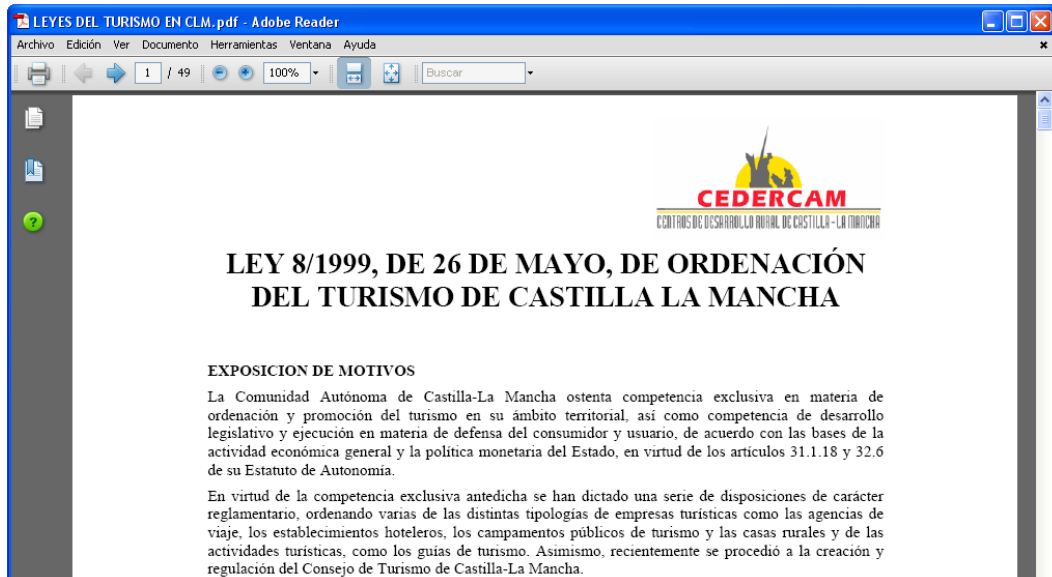 LEYES DEL TURISMO EN CLM.pdf - Adobe Reader
Archivo Edición Ver Documento Herramientas Ventana Ayuda
1 / 49 100% Buscar
CEDERCAM
CENTROS DE DESARROLLO RURAL DE CASTILLA - LA MANCHA
LEY 8/1999, DE 26 DE MAYO, DE ORDENACIÓN
DEL TURISMO DE CASTILLA LA MANCHA
EXPOSICION DE MOTIVOS
La Comunidad Autónoma de Castilla-La Mancha ostenta competencia exclusiva en materia de
ordenación y promoción del turismo en su ámbito territorial, así como competencia de desarrollo
legislativo y ejecución en materia de defensa del consumidor y usuario, de acuerdo con las bases de la
actividad económica general y la política monetaria del Estado, en virtud de los artículos 31.1.18 y 32.6
de su Estatuto de Autonomía.
En virtud de la competencia exclusiva antedicha se han dictado una serie de disposiciones de carácter
reglamentario, ordenando varias de las distintas tipologías de empresas turísticas como las agencias de
viaje, los establecimientos hoteleros, los campamentos públicos de turismo y las casas rurales y de las
actividades turísticas, como los guías de turismo. Asimismo, recientemente se procedió a la creación y
regulación del Consejo de Turismo de Castilla-La Mancha.